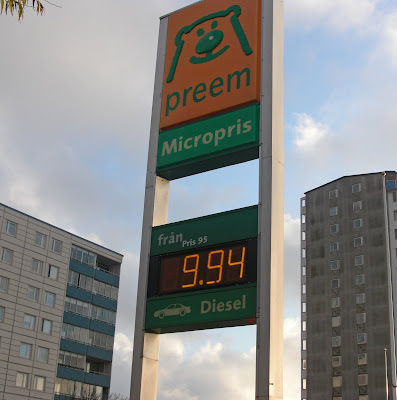 preem
Micropris
från Pris 95
9.94
Diesel